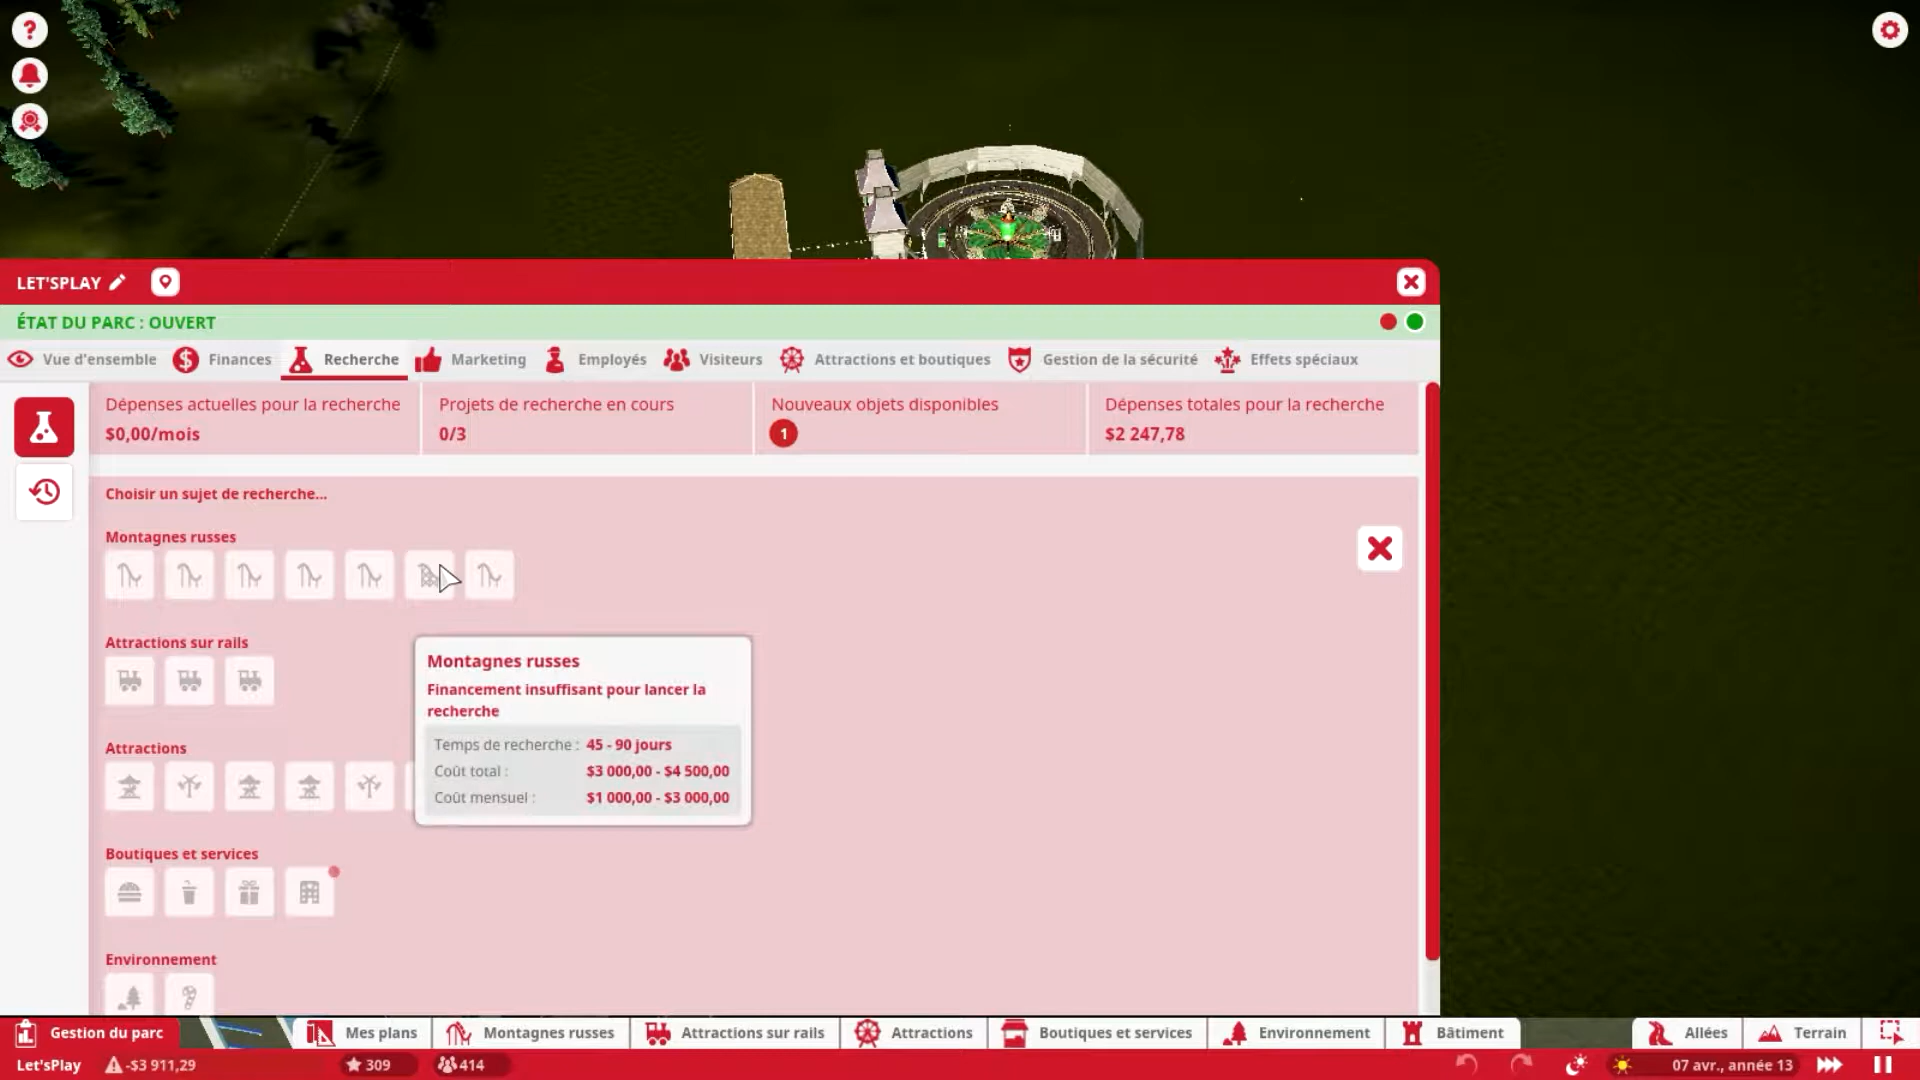 ?
LET'SPLAY
ÉTAT DU PARC : OUVERT
Vue d'ensemble
$
Finances
Recherche
Marketing
Employés
Visiteurs
Attractions et boutiques
Gestion de la sécurité
Effets spéciaux
Dépenses actuelles pour la recherche
$0,00/mois
Projets de recherche en cours
0/3
Nouveaux objets disponibles
1
Dépenses totales pour la recherche
$2 247,78
Choisir un sujet de recherche...
Montagnes russes
Attractions sur rails
Montagnes russes
Financement insuffisant pour lancer la
recherche
Temps de recherche : 45 - 90 jours
Coût total : $3 000,00 - $4 500,00
Coût mensuel : $1 000,00 - $3 000,00
Attractions
Boutiques et services
Environnement
Gestion du parc
Mes plans
Montagnes russes
Attractions sur rails
Attractions
Boutiques et services
Environnement
Bâtiment
Allées
Terrain
Let'sPlay
-$3 911,29
309
414
07 avr., année 13